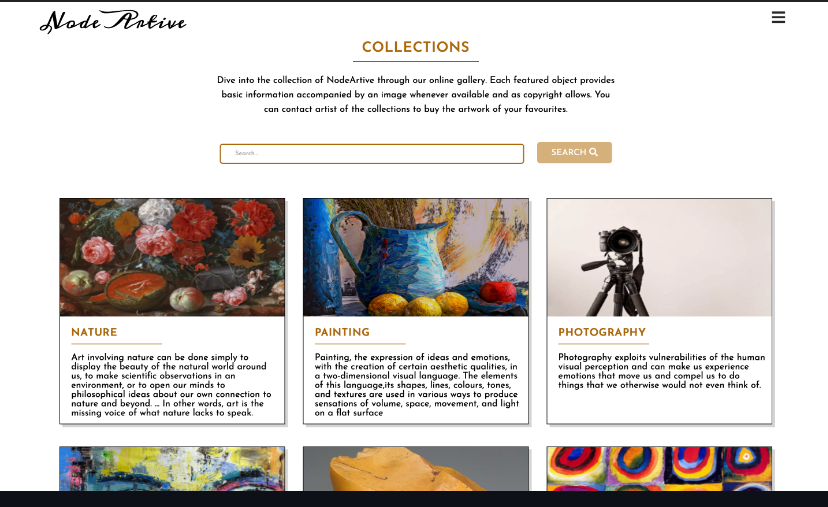 Node Artive
COLLECTIONS
Dive into the collection of NodeArtive through our online gallery. Each featured object provides
basic information accompanied by an image whenever available and as copyright allows. You
can contact artist of the collections to buy the artwork of your favourites.
Search..
SEARCH
NATURE
Art involving nature can be done simply to
display the beauty of the natural world around
us, to make scientific observations in an
environment, or to open our minds to
philosophical ideas about our own connection to
nature and beyond. ... In other words, art is the
missing voice of what nature lacks to speak.
PAINTING
Painting, the expression of ideas and emotions,
with the creation of certain aesthetic qualities, in
a two-dimensional visual language. The elements
of this language,its shapes, lines, colours, tones,
and textures are used in various ways to produce
sensations of volume, space, movement, and light
on a flat surface
PHOTOGRAPHY
Photography exploits vulnerabilities of the human
visual perception and can make us experience
emotions that move us and compel us to do
things that we otherwise would not even think of.